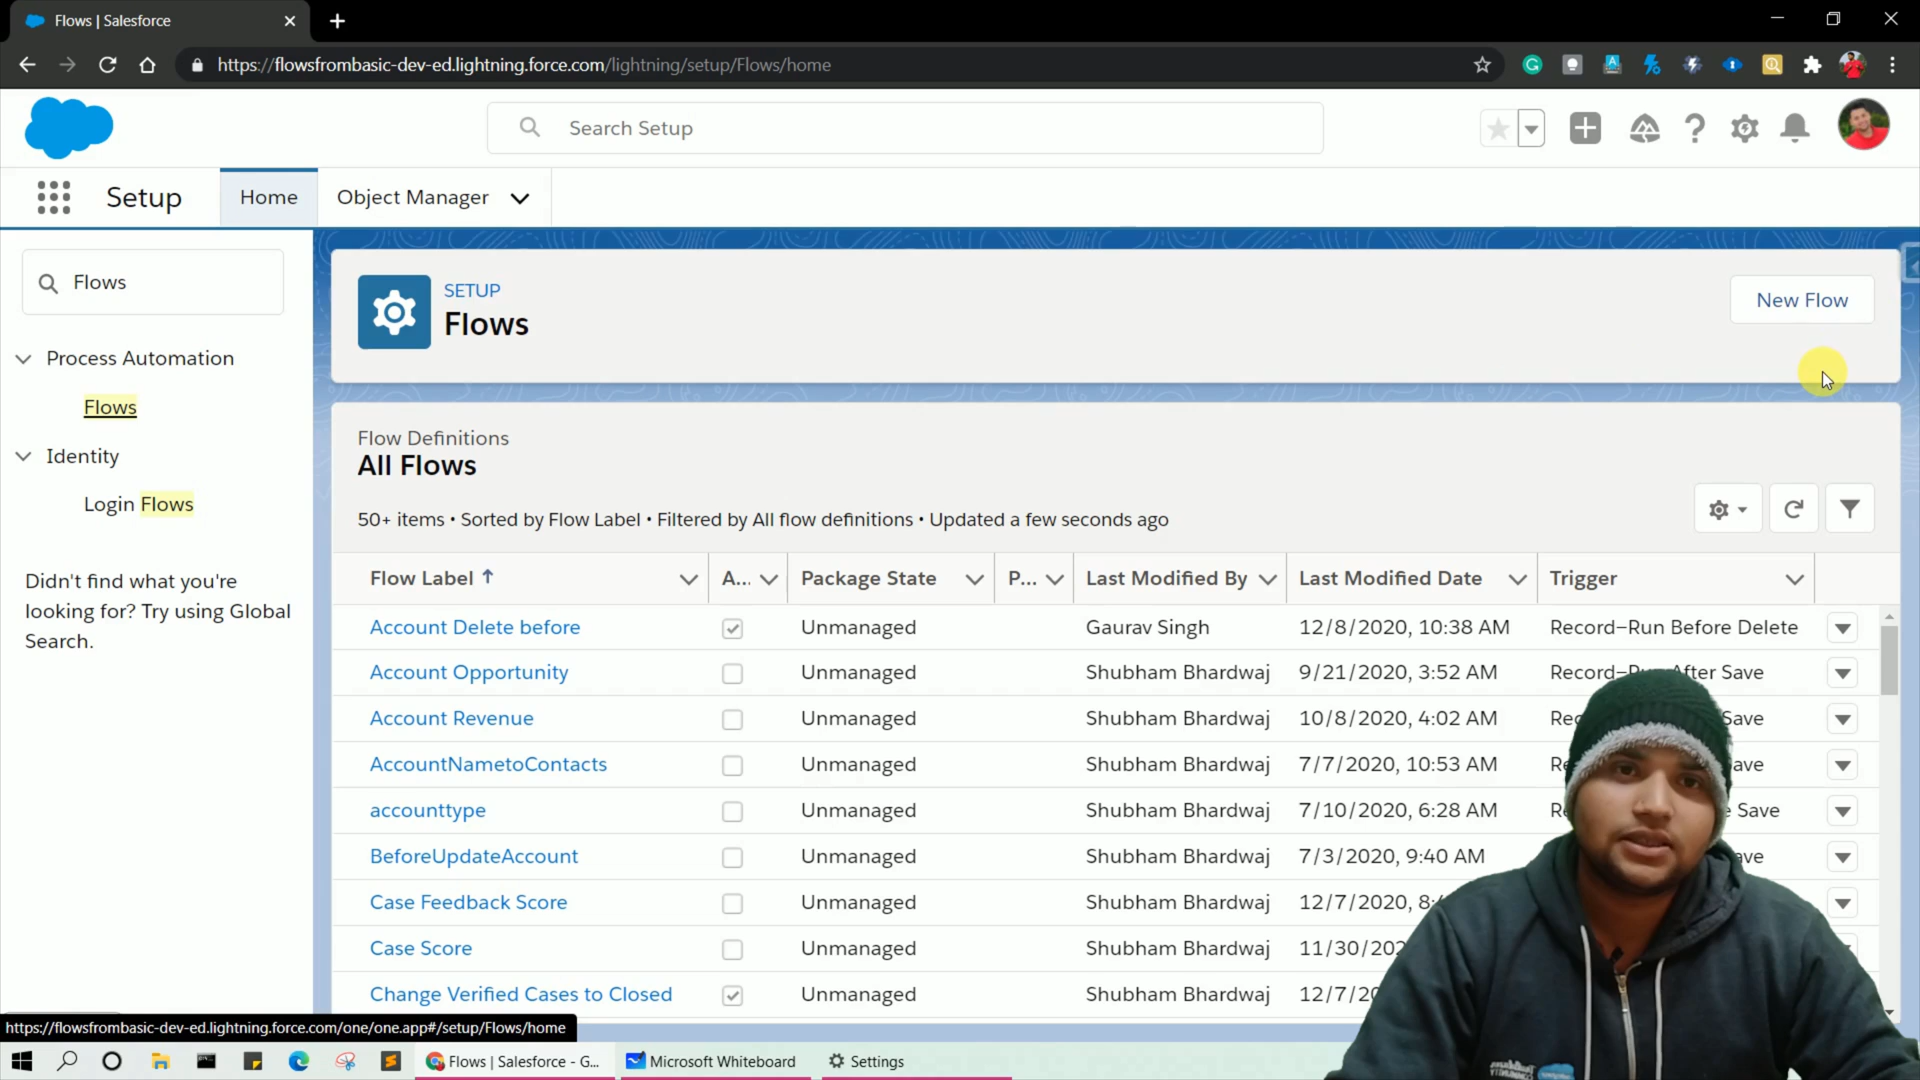 Flows | Salesforce
https://flowsfrombasic-dev-ed.lightning.force.com/lightning/setup/Flows/home
Search Setup
Setup
Home
Object Manager
Flows
Process Automation
Flows
Identity
Login Flows
Didn't find what you're
looking for? Try using Global
Search.
SETUP
Flows
New Flow
Flow Definitions
All Flows
50+ items • Sorted by Flow Label • Filtered by All flow definitions • Updated a few seconds ago
Flow Label ↑ A... Package State P... Last Modified By Last Modified Date Trigger
Account Delete before Unmanaged Gaurav Singh 12/8/2020, 10:38 AM Record—Run Before Delete
Account Opportunity Unmanaged Shubham Bhardwaj 9/21/2020, 3:52 AM Record—Run After Save
Account Revenue Unmanaged Shubham Bhardwaj 10/8/2020, 4:02 AM Save
AccountNametoContacts Unmanaged Shubham Bhardwaj 7/7/2020, 10:53 AM
accounttype Unmanaged Shubham Bhardwaj 7/10/2020, 6:28 AM Save
BeforeUpdateAccount Unmanaged Shubham Bhardwaj 7/3/2020, 9:40 AM
Case Feedback Score Unmanaged Shubham Bhardwaj 12/7/2020,
Case Score Unmanaged Shubham Bhardwaj
Change Verified Cases to Closed Unmanaged Shubham Bhardwaj
https://flowsfrombasic-dev-ed.lightning.force.com/one/one.app#/setup/Flows/home
Flows | Salesforce - G...
Microsoft Whiteboard
Settings